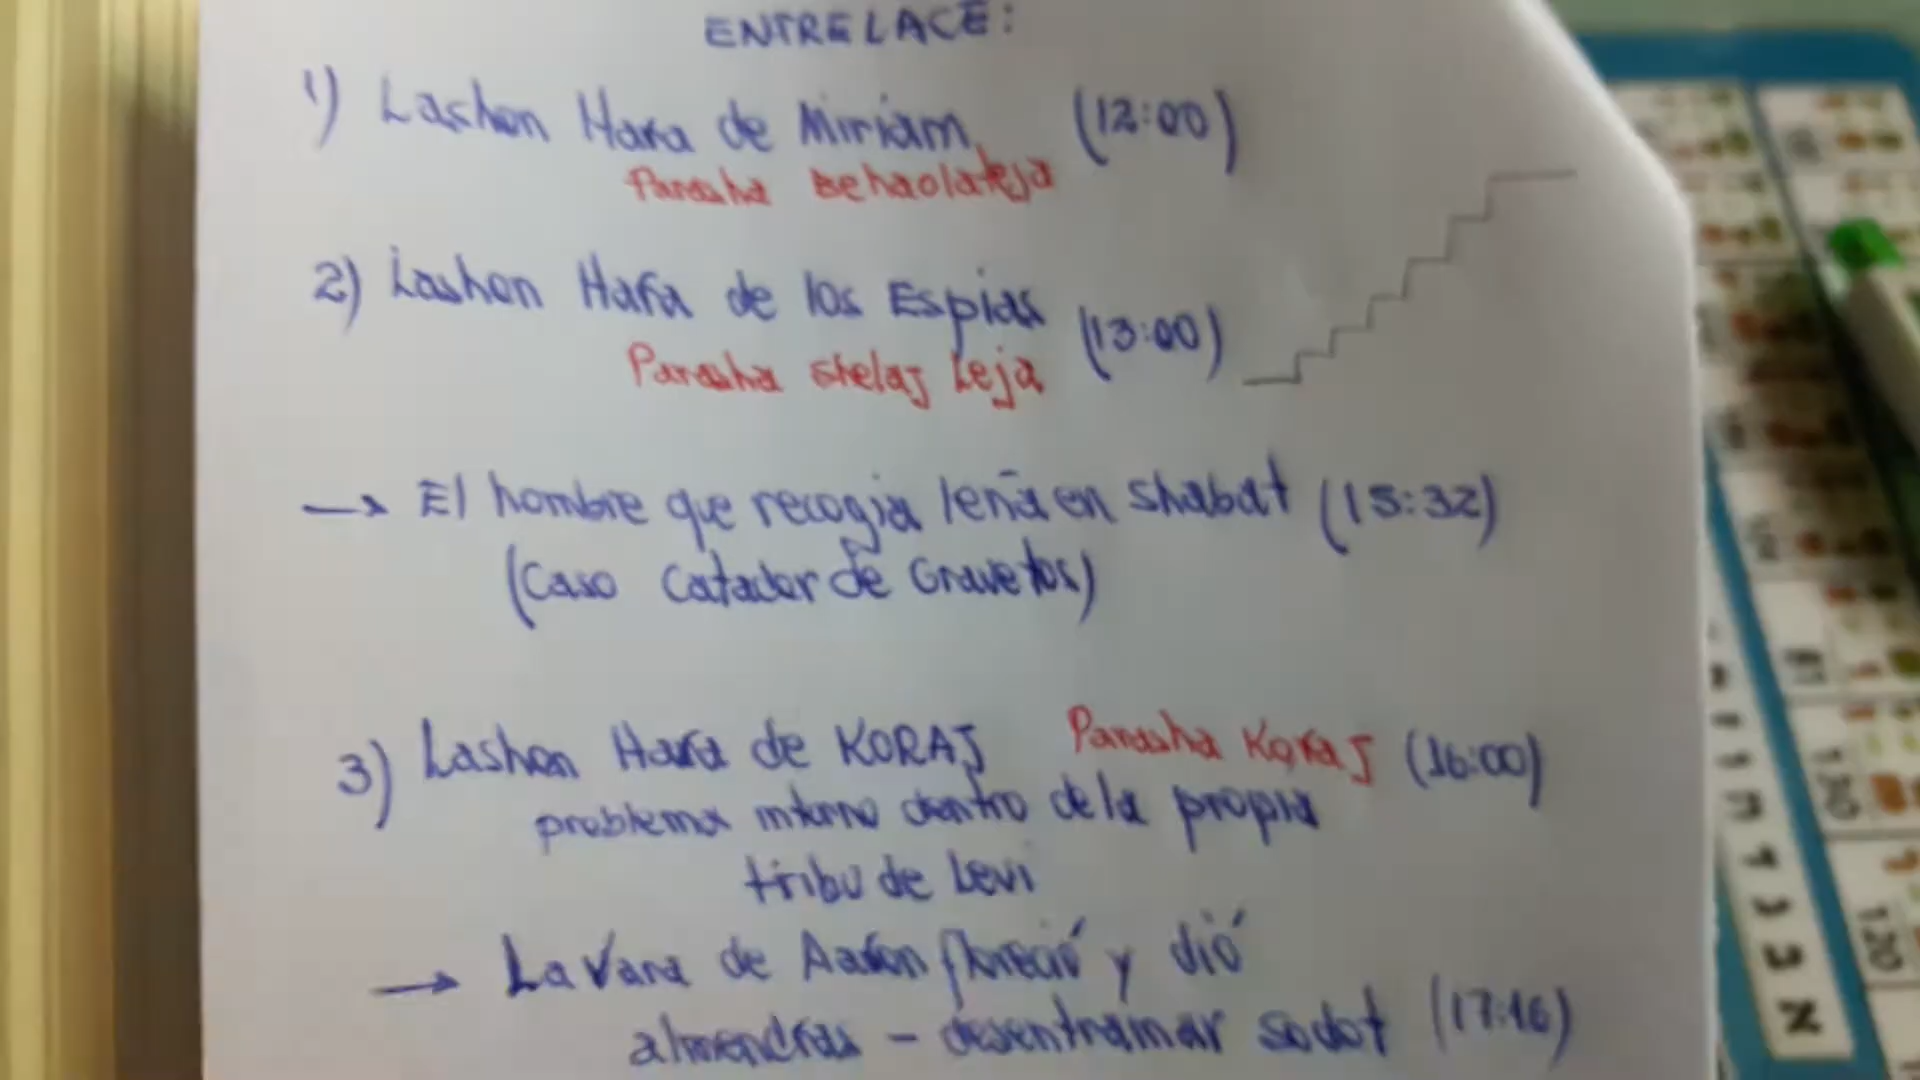 ENTRELACE:
1) Lashon Hara de Miriam (12:00)
Parasha Behaoloteja
2) Lashon Hara de los Espias (13:00)
Parasha Shelaj Leja
→ El hombre que recogia leña en Shabat (15:32)
(Caso Catador de Gravetos)
3) Lashon Hara de KORAJ Parasha Koraj (16:00)
problema interno dentro de la propia
tribu de Levi
→ La Vara de Aaron floreció y dió
almendras - desentramar sodot (17:16)